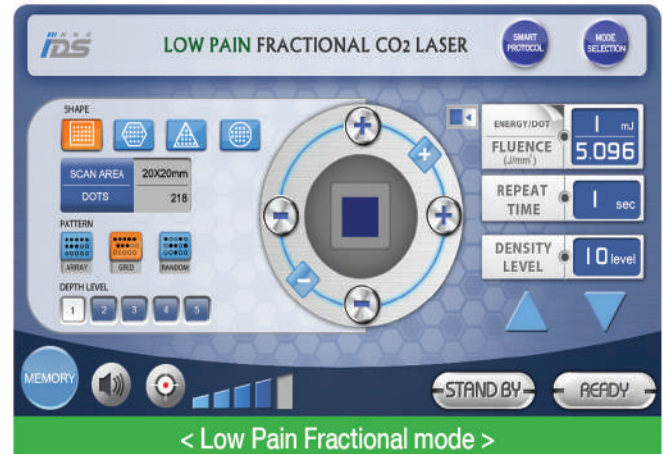 iDS
LOW PAIN FRACTIONAL CO2 LASER
SMART
PROTOCOL
MODE
SELECTION
SHAPE
SCAN AREA 20X20mm
DOTS 218
PATTERN
ARRAY GRID RANDOM
DEPTH LEVEL
1 2 3 4 5
ENERGY/DOT 1 mJ
FLUENCE 5.096
(J/mm²)
REPEAT
TIME 1 sec
DENSITY
LEVEL 10 level
MEMORY
STAND BY
READY
< Low Pain Fractional mode >